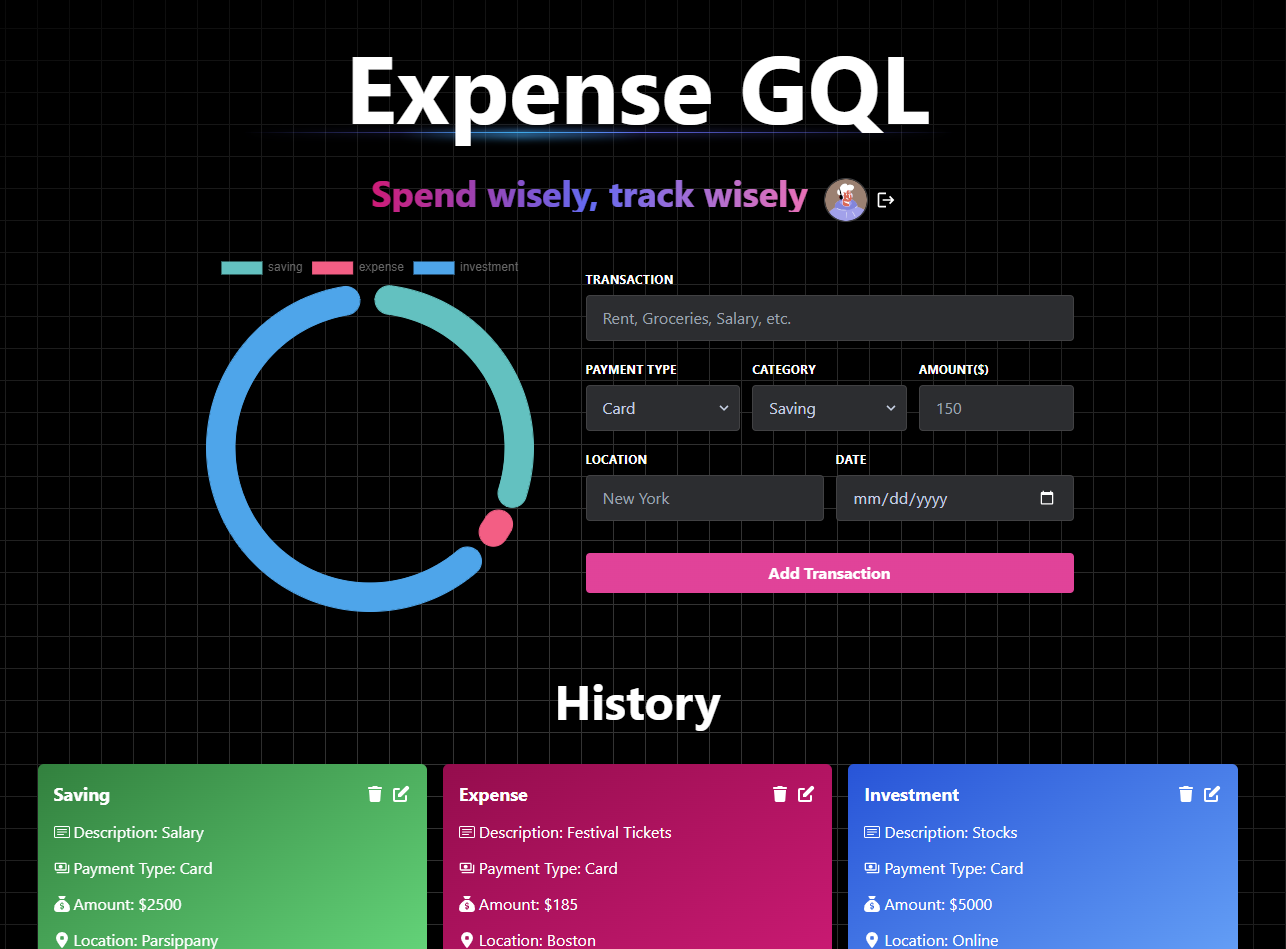 Expense GQL
Spend wisely, track wisely
saving expense investment
TRANSACTION
Rent, Groceries, Salary, etc.
PAYMENT TYPE CATEGORY AMOUNT($)
Card Saving 150
LOCATION DATE
New York mm/dd/yyyy
Add Transaction
History
Saving
Description: Salary
Payment Type: Card
Amount: $2500
Location: Parsippany
Expense
Description: Festival Tickets
Payment Type: Card
Amount: $185
Location: Boston
Investment
Description: Stocks
Payment Type: Card
Amount: $5000
Location: Online